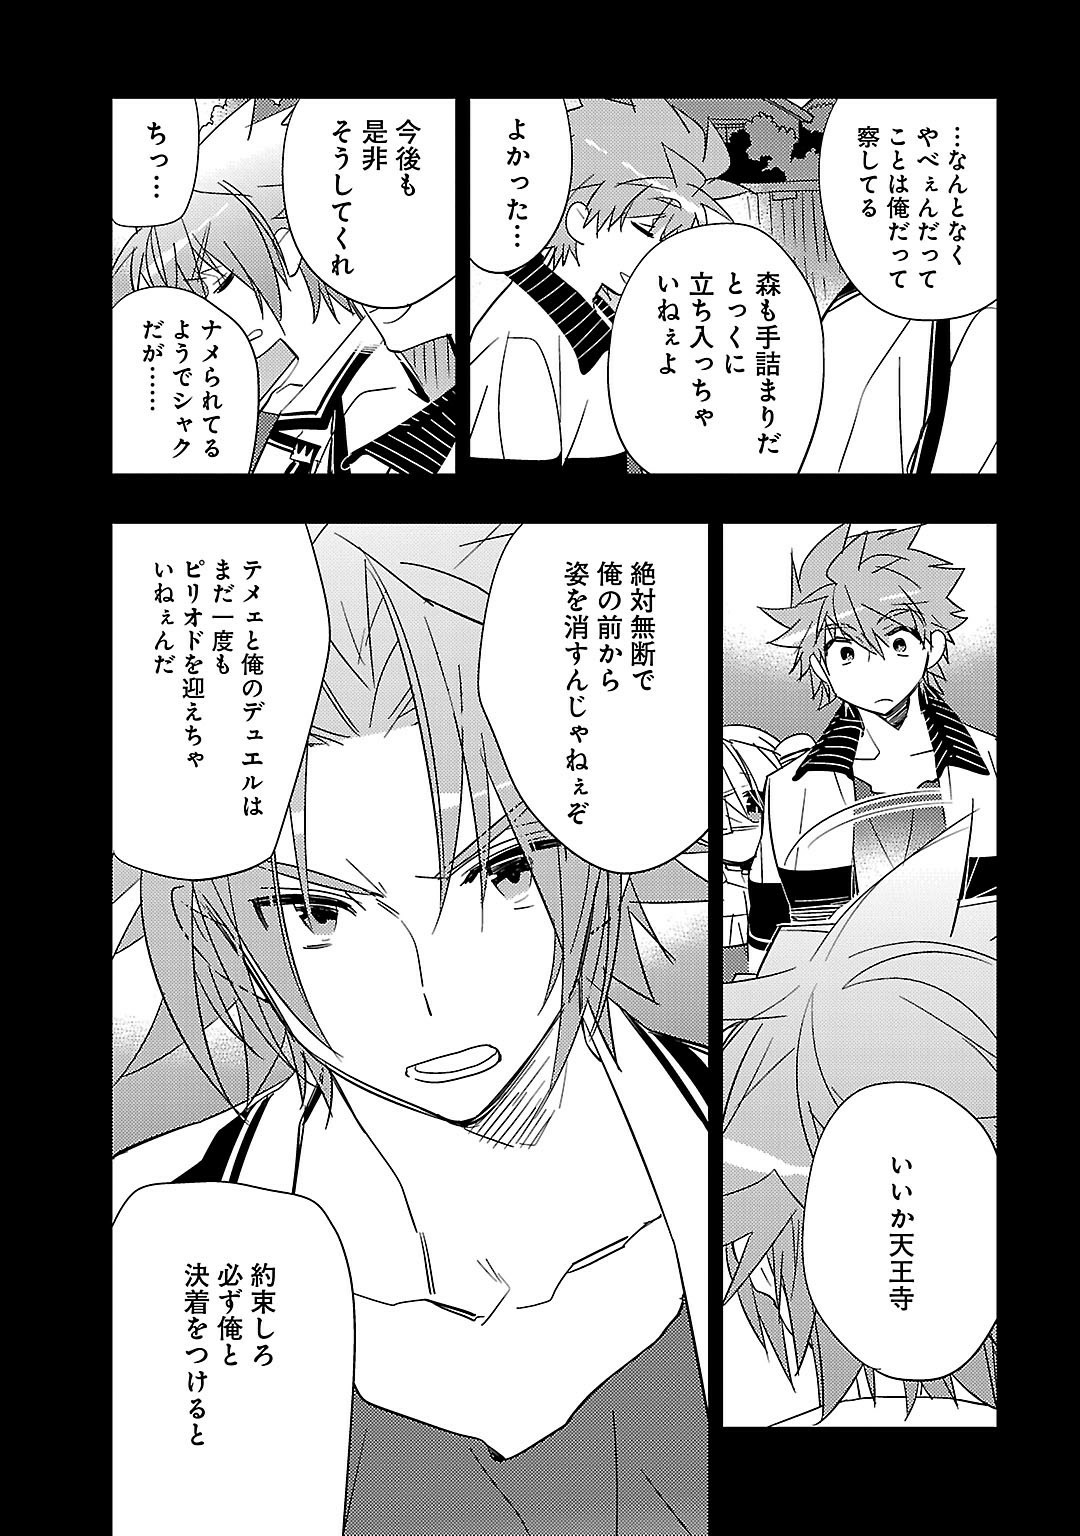 …なんとなく
やべぇんだって
ことは俺だって
察してる
森も手詰まりだ
とっくに
立ち入っちゃ
いねぇよ
よかった…
今後も
是非
そうしてくれ
ちっ…
ナメられてる
ようでシャク
だが……
いいか天王寺
絶対無断で
俺の前から
姿を消すんじゃねぇぞ
テメェと俺のデュエルは
まだ一度も
ピリオドを迎えちゃ
いねぇんだ
約束しろ
必ず俺と
決着をつけると